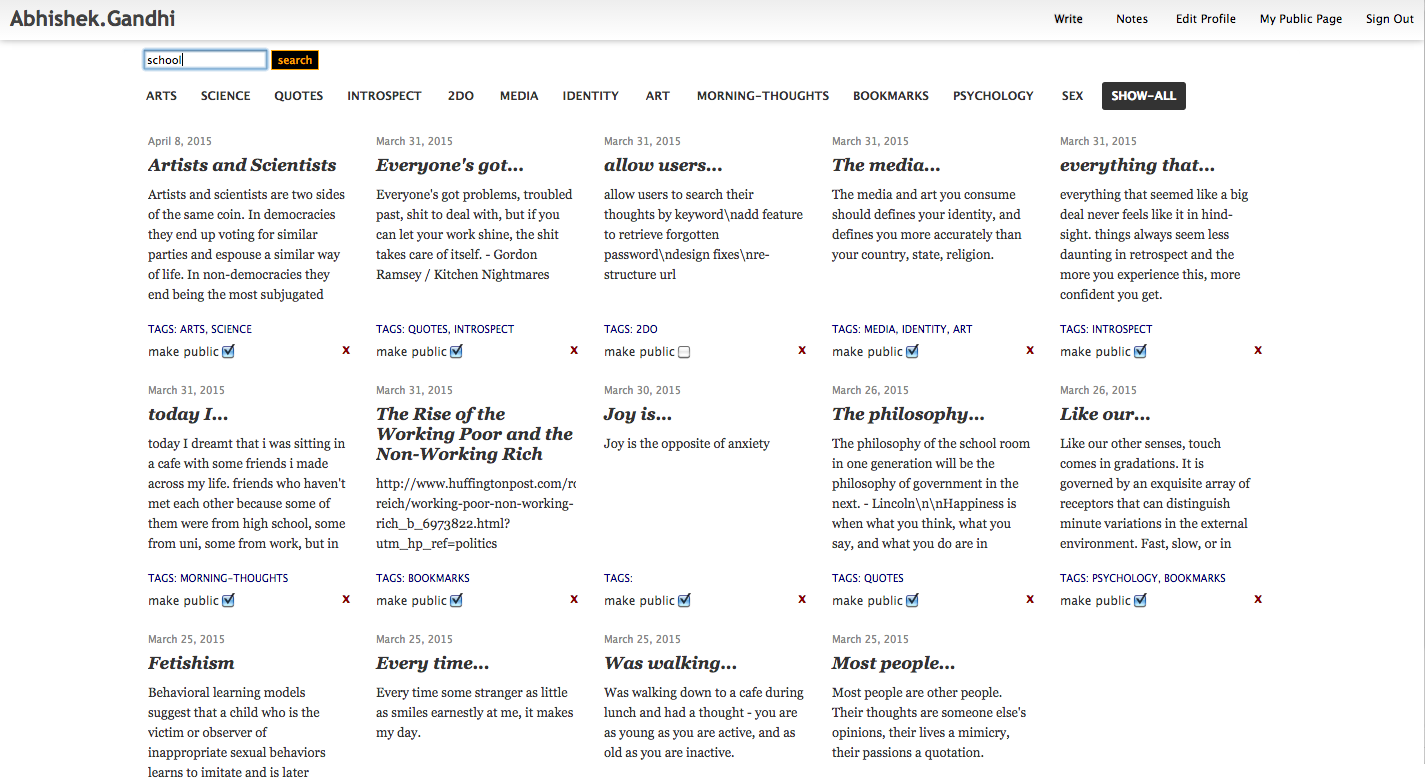 Abhishek.Gandhi
Write Notes Edit Profile My Public Page Sign Out
school search
ARTS SCIENCE QUOTES INTROSPECT 2DO MEDIA IDENTITY ART MORNING-THOUGHTS BOOKMARKS PSYCHOLOGY SEX SHOW-ALL
April 8, 2015
Artists and Scientists
Artists and scientists are two sides
of the same coin. In democracies
they end up voting for similar
parties and espouse a similar way
of life. In non-democracies they
end being the most subjugated
TAGS: ARTS, SCIENCE
make public x
March 31, 2015
Everyone's got...
Everyone's got problems, troubled
past, shit to deal with, but if you
can let your work shine, the shit
takes care of itself. - Gordon
Ramsey / Kitchen Nightmares
TAGS: QUOTES, INTROSPECT
make public x
March 31, 2015
allow users...
allow users to search their
thoughts by keyword\nadd feature
to retrieve forgotten
password\ndesign fixes\nre-
structure url
TAGS: 2DO
make public x
March 31, 2015
The media...
The media and art you consume
should defines your identity, and
defines you more accurately than
your country, state, religion.
TAGS: MEDIA, IDENTITY, ART
make public x
March 31, 2015
everything that...
everything that seemed like a big
deal never feels like it in hind-
sight. things always seem less
daunting in retrospect and the
more you experience this, more
confident you get.
TAGS: INTROSPECT
make public x
March 31, 2015
today I...
today I dreamt that i was sitting in
a cafe with some friends i made
across my life. friends who haven't
met each other because some of
them were from high school, some
from uni, some from work, but in
TAGS: MORNING-THOUGHTS
make public x
March 31, 2015
The Rise of the
Working Poor and the
Non-Working Rich
http://www.huffingtonpost.com/ro
reich/working-poor-non-working-
rich_b_6973822.html?
utm_hp_ref=politics
TAGS: BOOKMARKS
make public x
March 30, 2015
Joy is...
Joy is the opposite of anxiety
TAGS:
make public x
March 26, 2015
The philosophy...
The philosophy of the school room
in one generation will be the
philosophy of government in the
next. - Lincoln\n\nHappiness is
when what you think, what you
say, and what you do are in
TAGS: QUOTES
make public x
March 26, 2015
Like our...
Like our other senses, touch
comes in gradations. It is
governed by an exquisite array of
receptors that can distinguish
minute variations in the external
environment. Fast, slow, or in
TAGS: PSYCHOLOGY, BOOKMARKS
make public x
March 25, 2015
Fetishism
Behavioral learning models
suggest that a child who is the
victim or observer of
inappropriate sexual behaviors
learns to imitate and is later
March 25, 2015
Every time...
Every time some stranger as little
as smiles earnestly at me, it makes
my day.
March 25, 2015
Was walking...
Was walking down to a cafe during
lunch and had a thought - you are
as young as you are active, and as
old as you are inactive.
March 25, 2015
Most people...
Most people are other people.
Their thoughts are someone else's
opinions, their lives a mimicry,
their passions a quotation.